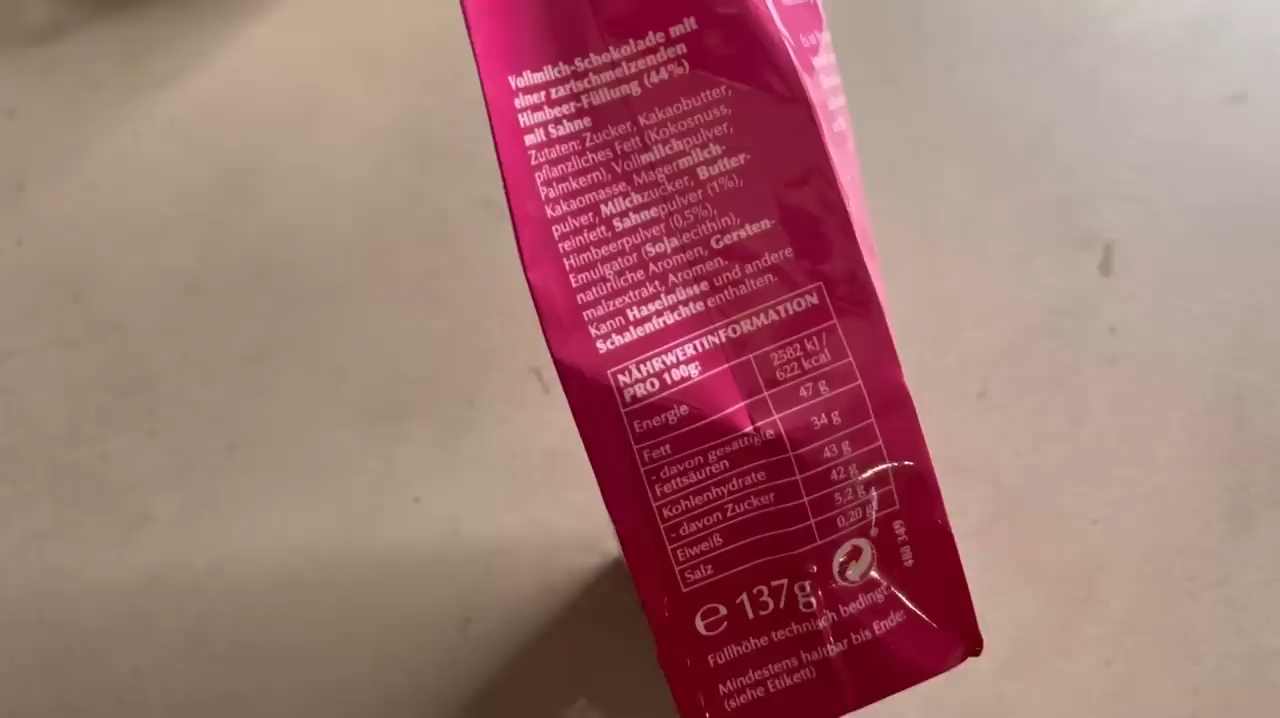 Vollmilch-Schokolade mit
einer zartschmelzenden
Himbeer-Füllung (44%)
mit Sahne
Zutaten: Zucker, Kakaobutter,
pflanzliches Fett (Kokosnuss,
Palmkern), Vollmilchpulver,
Kakaomasse, Magermilch-
pulver, Milchzucker, Butter-
reinfett, Sahnepulver (1%),
Himbeerpulver (0,5%),
Emulgator (Sojalecithin),
natürliche Aromen, Gersten-
malzextrakt, Aromen.
Kann Haselnüsse und andere
Schalenfrüchte enthalten.
NÄHRWERTINFORMATION
PRO 100g:
Energie 2582 kJ/
622 kcal
Fett 47 g
- davon gesättigte
Fettsäuren 34 g
Kohlenhydrate 43 g
- davon Zucker 42 g
Eiweiß 5,2 g
Salz 0,20 g
e 137g
Füllhöhe technisch bedingt.
Mindestens haltbar bis Ende:
(siehe Etikett)
488 349